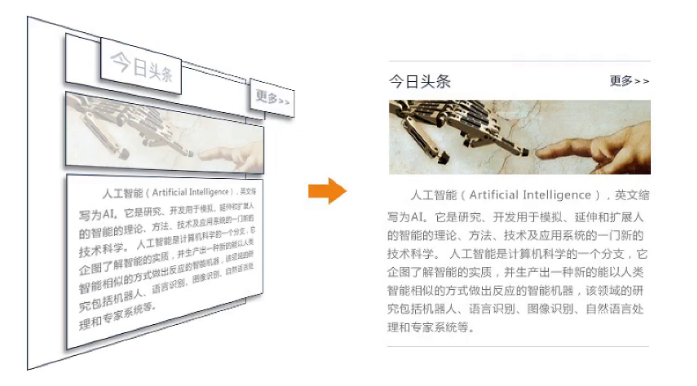 今日头条
更多>>
人工智能（Artificial Intelligence），英文缩
写为AI。它是研究、开发用于模拟、延伸和扩展人
的智能的理论、方法、技术及应用系统的一门新的
技术科学。 人工智能是计算机科学的一个分支，它
企图了解智能的实质，并生产出一种新的能以人类
智能相似的方式做出反应的智能机器，该领域的研
究包括机器人、语言识别、图像识别、自然语言处
理和专家系统等。
今日头条
更多>>
人工智能（Artificial Intelligence），英文缩
写为AI。它是研究、开发用于模拟、延伸和扩展人
的智能的理论、方法、技术及应用系统的一门新的
技术科学。 人工智能是计算机科学的一个分支，它
企图了解智能的实质，并生产出一种新的能以人类
智能相似的方式做出反应的智能机器，该领域的研
究包括机器人、语言识别、图像识别、自然语言处
理和专家系统等。